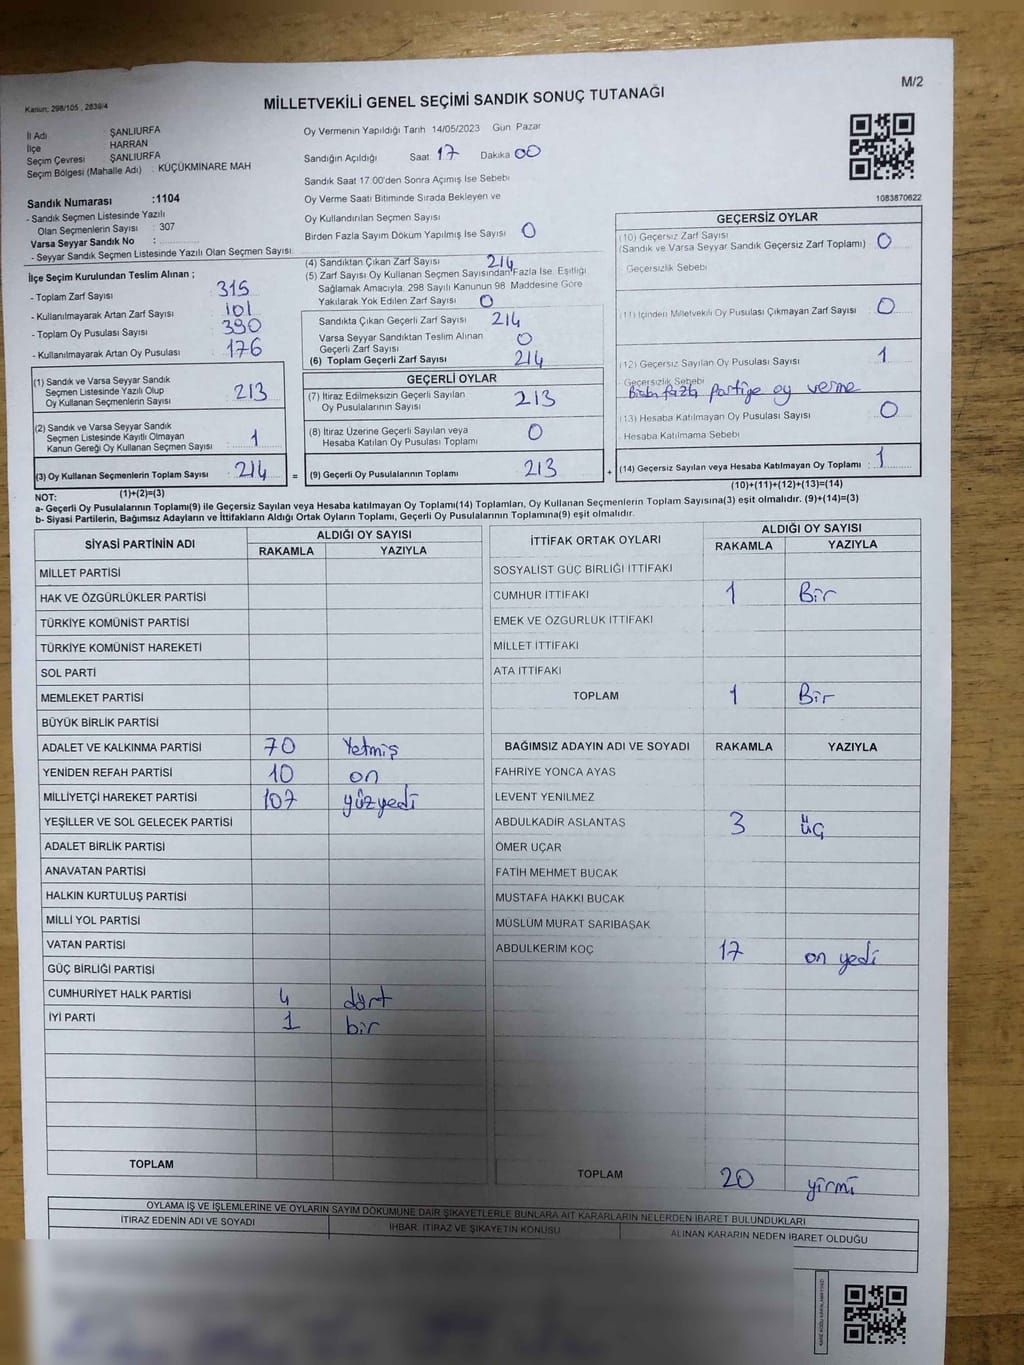 M/2
Kanun: 298/105 , 2839/4
MİLLETVEKİLİ GENEL SEÇİMİ SANDIK SONUÇ TUTANAĞI
İl Adı : ŞANLIURFA
İlçe : HARRAN
Seçim Çevresi : ŞANLIURFA
Seçim Bölgesi (Mahalle Adı) : KÜÇÜKMİNARE MAH
Oy Vermenin Yapıldığı Tarih 14/05/2023 Gün Pazar
Sandığın Açıldığı Saat 17 Dakika 00
Sandık Saat 17:00'den Sonra Açımış İse Sebebi
Oy Verme Saati Bitiminde Sırada Bekleyen ve
Oy Kullandırılan Seçmen Sayısı
Birden Fazla Sayım Döküm Yapılmış İse Sayısı 0
1083870622
Sandık Numarası :1104
- Sandık Seçmen Listesinde Yazılı
Olan Seçmenlerin Sayısı : 307
Varsa Seyyar Sandık No :
- Seyyar Sandık Seçmen Listesinde Yazılı Olan Seçmen Sayısı
İlçe Seçim Kurulundan Teslim Alınan ;
- Toplam Zarf Sayısı : 315
- Kullanılmayarak Artan Zarf Sayısı : 101
- Toplam Oy Pusulası Sayısı : 390
- Kullanılmayarak Artan Oy Pusulası : 176
(1) Sandık ve Varsa Seyyar Sandık
Seçmen Listesinde Yazılı Olup
Oy Kullanan Seçmenlerin Sayısı : 213
(2) Sandık ve Varsa Seyyar Sandık
Seçmen Listesinde Kayıtlı Olmayan
Kanun Gereği Oy Kullanan Seçmen Sayısı : 1
(3) Oy Kullanan Seçmenlerin Toplam Sayısı : 214 =
(1)+(2)=(3)
(4) Sandıktan Çıkan Zarf Sayısı 214
(5) Zarf Sayısı Oy Kullanan Seçmen Sayısından Fazla İse, Eşitliği
Sağlamak Amacıyla, 298 Sayılı Kanunun 98. Maddesine Göre
Yakılarak Yok Edilen Zarf Sayısı : 0
Sandıkta Çıkan Geçerli Zarf Sayısı 214
Varsa Seyyar Sandıktan Teslim Alınan
Geçerli Zarf Sayısı : 0
(6) Toplam Geçerli Zarf Sayısı : 214
GEÇERLİ OYLAR
(7) İtiraz Edilmeksizin Geçerli Sayılan
Oy Pusulalarının Sayısı : 213
(8) İtiraz Üzerine Geçerli Sayılan veya
Hesaba Katılan Oy Pusulası Toplamı : 0
(9) Geçerli Oy Pusulalarının Toplamı : 213 +
GEÇERSİZ OYLAR
(10) Geçersiz Zarf Sayısı
(Sandık ve Varsa Seyyar Sandık Geçersiz Zarf Toplamı) : 0
Geçersizlik Sebebi
(11) İçinden Milletvekili Oy Pusulası Çıkmayan Zarf Sayısı : 0
(12) Geçersiz Sayılan Oy Pusulası Sayısı : 1
Geçersizlik Sebebi
fazla partiye oy verme
(13) Hesaba Katılmayan Oy Pusulası Sayısı : 0
Hesaba Katılmama Sebebi
(14) Geçersiz Sayılan veya Hesaba Katılmayan Oy Toplamı : 1
(10)+(11)+(12)+(13)=(14)
NOT:
a- Geçerli Oy Pusulalarının Toplamı(9) ile Geçersiz Sayılan veya Hesaba katılmayan Oy Toplamı(14) Toplamları, Oy Kullanan Seçmenlerin Toplam Sayısına(3) eşit olmalıdır. (9)+(14)=(3)
b- Siyasi Partilerin, Bağımsız Adayların ve İttifakların Aldığı Ortak Oyların Toplamı, Geçerli Oy Pusulalarının Toplamına(9) eşit olmalıdır.
SİYASİ PARTİNİN ADI ALDIĞI OY SAYISI
RAKAMLA YAZIYLA
MİLLET PARTİSİ
HAK VE ÖZGÜRLÜKLER PARTİSİ
TÜRKİYE KOMÜNİST PARTİSİ
TÜRKİYE KOMÜNİST HAREKETİ
SOL PARTİ
MEMLEKET PARTİSİ
BÜYÜK BİRLİK PARTİSİ
ADALET VE KALKINMA PARTİSİ 70 Yetmiş
YENİDEN REFAH PARTİSİ 10 on
MİLLİYETÇİ HAREKET PARTİSİ 107 yüzyedi
YEŞİLLER VE SOL GELECEK PARTİSİ
ADALET BİRLİK PARTİSİ
ANAVATAN PARTİSİ
HALKIN KURTULUŞ PARTİSİ
MİLLİ YOL PARTİSİ
VATAN PARTİSİ
GÜÇ BİRLİĞİ PARTİSİ
CUMHURİYET HALK PARTİSİ 4 dört
İYİ PARTİ 1 bir
TOPLAM
İTTİFAK ORTAK OYLARI ALDIĞI OY SAYISI
RAKAMLA YAZIYLA
SOSYALİST GÜÇ BİRLİĞİ İTTİFAKI
CUMHUR İTTİFAKI 1 Bir
EMEK VE ÖZGÜRLÜK İTTİFAKI
MİLLET İTTİFAKI
ATA İTTİFAKI
TOPLAM 1 Bir
BAĞIMSIZ ADAYIN ADI VE SOYADI RAKAMLA YAZIYLA
FAHRİYE YONCA AYAS
LEVENT YENİLMEZ
ABDULKADİR ASLANTAŞ 3 üç
ÖMER UÇAR
FATİH MEHMET BUCAK
MUSTAFA HAKKI BUCAK
MÜSLÜM MURAT SARIBAŞAK
ABDULKERİM KOÇ 17 on yedi
TOPLAM 20 yirmi
OYLAMA İŞ VE İŞLEMLERİNE VE OYLARIN SAYIM DÖKÜMÜNE DAİR ŞİKAYETLERLE BUNLARA AİT KARARLARIN NELERDEN İBARET BULUNDUKLARI
İTİRAZ EDENİN ADI VE SOYADI İHBAR, İTİRAZ VE ŞİKAYETİN KONUSU ALINAN KARARIN NEDEN İBARET OLDUĞU